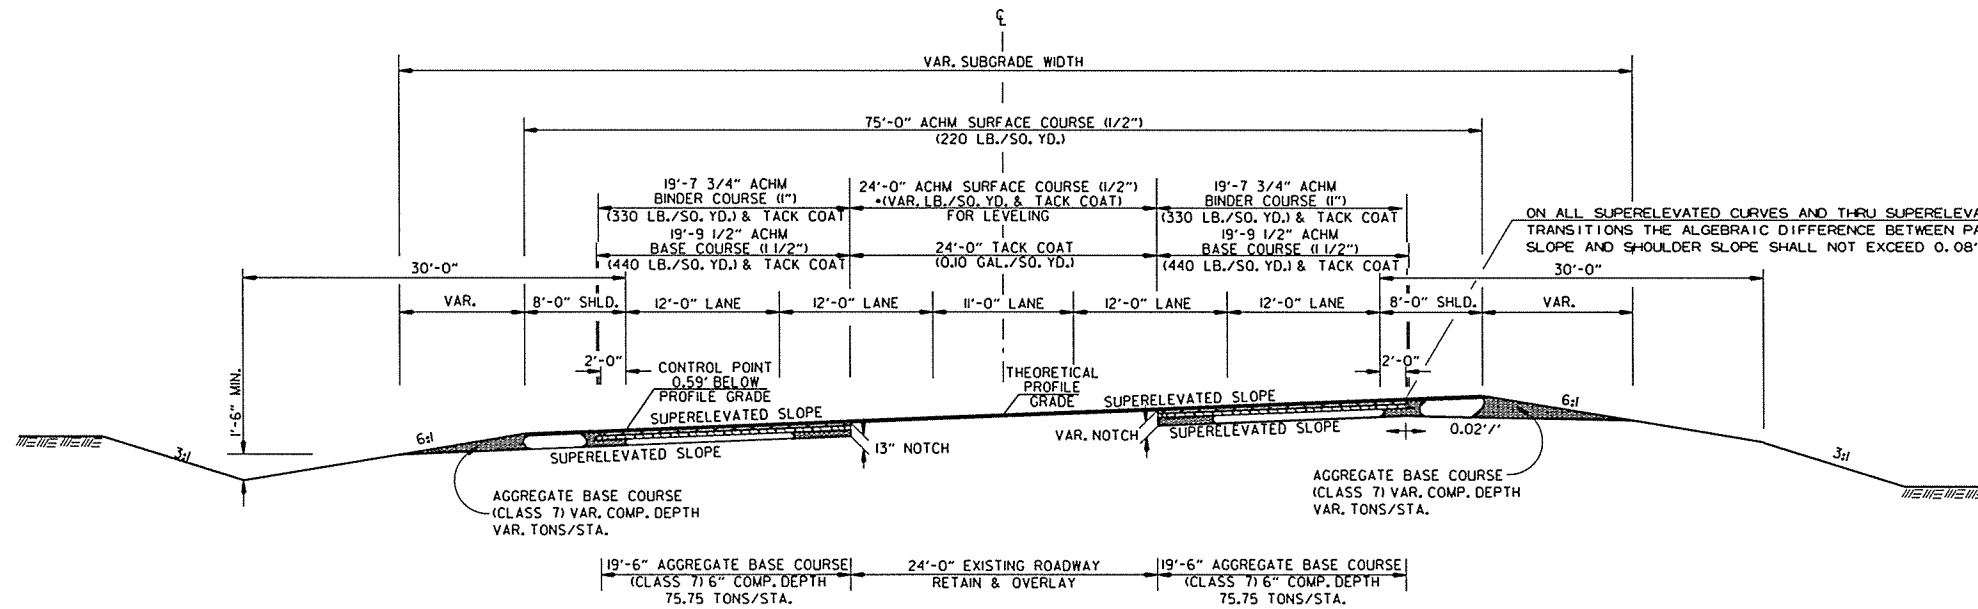 ℄
VAR. SUBGRADE WIDTH
75'-0" ACHM SURFACE COURSE (1/2")
(220 LB./SQ. YD.)
19'-7 3/4" ACHM
BINDER COURSE (1")
(330 LB./SQ. YD.) & TACK COAT
24'-0" ACHM SURFACE COURSE (1/2")
•(VAR. LB./SQ. YD. & TACK COAT)
FOR LEVELING
19'-7 3/4" ACHM
BINDER COURSE (1")
(330 LB./SQ. YD.) & TACK COAT
19'-9 1/2" ACHM
BASE COURSE (1 1/2")
(440 LB./SQ. YD.) & TACK COAT
24'-0" TACK COAT
(0.10 GAL./SQ. YD.)
19'-9 1/2" ACHM
BASE COURSE (1 1/2")
(440 LB./SQ. YD.) & TACK COAT
ON ALL SUPERELEVATED CURVES AND THRU SUPERELEVA
TRANSITIONS THE ALGEBRAIC DIFFERENCE BETWEEN PA
SLOPE AND SHOULDER SLOPE SHALL NOT EXCEED 0.08'
30'-0"
30'-0"
VAR.
8'-0" SHLD.
12'-0" LANE
12'-0" LANE
11'-0" LANE
12'-0" LANE
12'-0" LANE
8'-0" SHLD.
VAR.
1'-6" MIN.
2'-0"
CONTROL POINT
0.59' BELOW
PROFILE GRADE
THEORETICAL
PROFILE
GRADE
2'-0"
SUPERELEVATED SLOPE
SUPERELEVATED SLOPE
6:1
6:1
3:1
SUPERELEVATED SLOPE
13" NOTCH
VAR. NOTCH
SUPERELEVATED SLOPE
0.02'/'
3:1
AGGREGATE BASE COURSE
(CLASS 7) VAR. COMP. DEPTH
VAR. TONS/STA.
AGGREGATE BASE COURSE
(CLASS 7) VAR. COMP. DEPTH
VAR. TONS/STA.
19'-6" AGGREGATE BASE COURSE
(CLASS 7) 6" COMP. DEPTH
75.75 TONS/STA.
24'-0" EXISTING ROADWAY
RETAIN & OVERLAY
19'-6" AGGREGATE BASE COURSE
(CLASS 7) 6" COMP. DEPTH
75.75 TONS/STA.